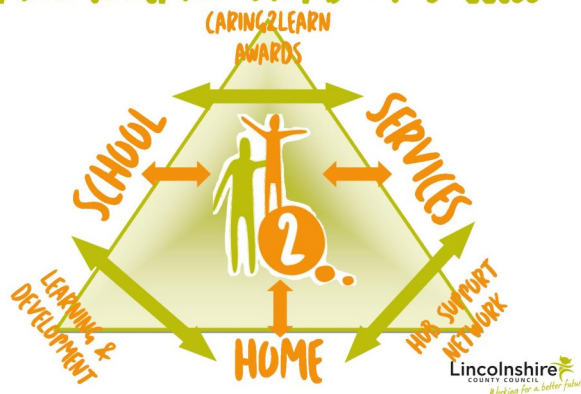 CARING2LEARN
AWARDS
SCHOOL
SERVICES
2
LEARNING &
DEVELOPMENT
HUB SUPPORT
NETWORK
HOME
Lincolnshire
COUNTY COUNCIL
Working for a better future